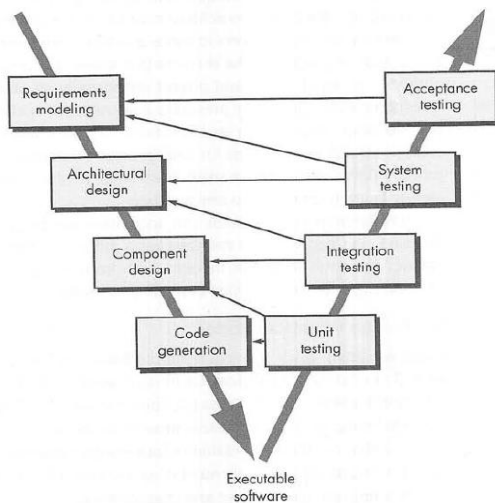 Requirements
modeling
Acceptance
testing
Architectural
design
System
testing
Component
design
Integration
testing
Code
generation
Unit
testing
Executable
software